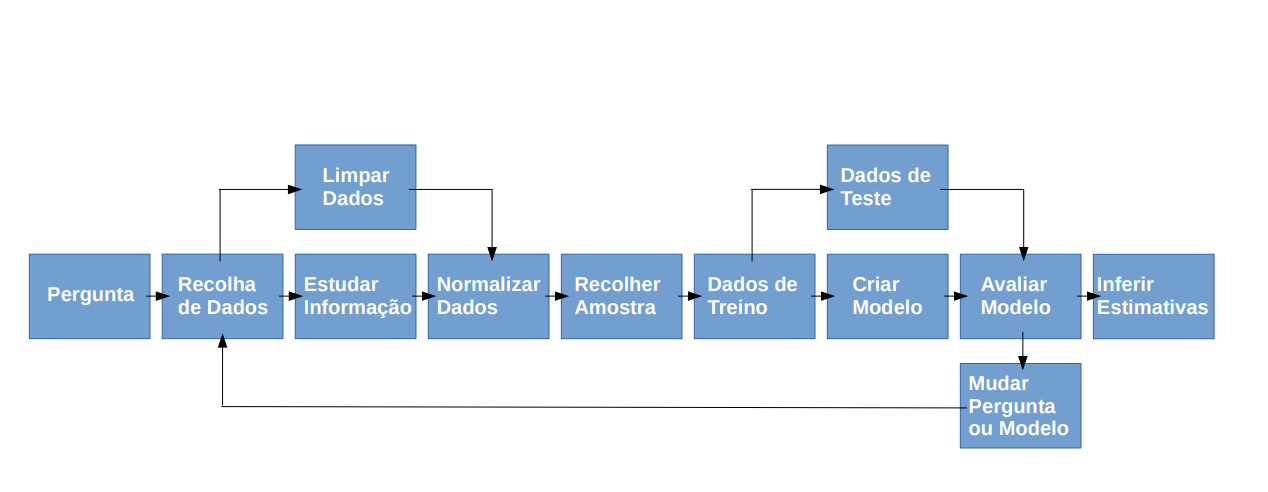 Limpar
Dados
Dados de
Teste
Pergunta
Recolha
de Dados
Estudar
Informação
Normalizar
Dados
Recolher
Amostra
Dados de
Treino
Criar
Modelo
Avaliar
Modelo
Inferir
Estimativas
Mudar
Pergunta
ou Modelo